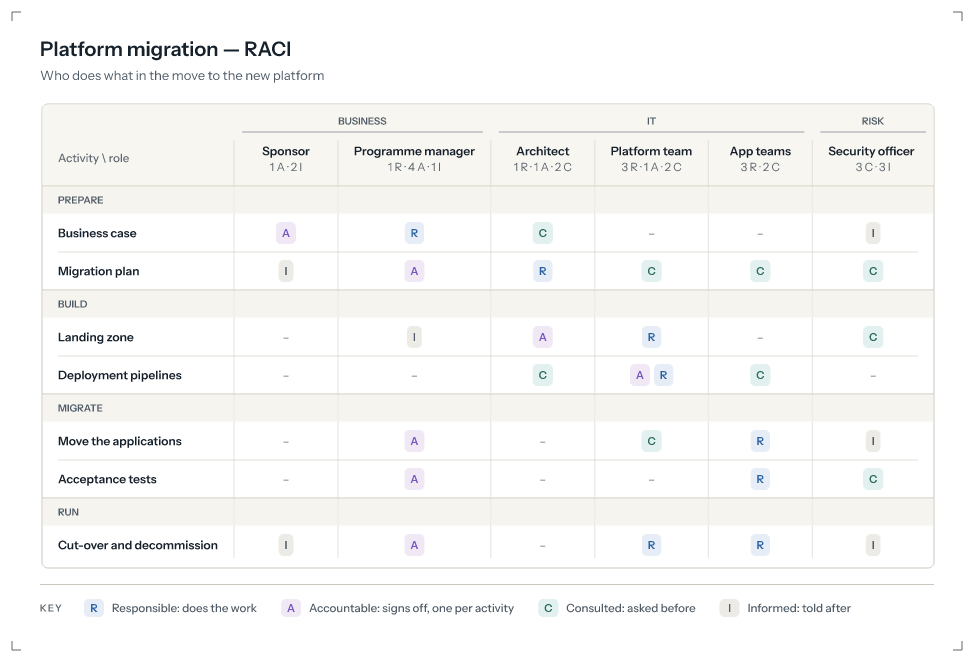 Platform migration — RACI
Who does what in the move to the new platform
BUSINESS IT RISK
Activity \ role Sponsor Programme manager Architect Platform team App teams Security officer
1A·2I 1R·4A·1I 1R·1A·2C 3R·1A·2C 3R·2C 3C·3I
PREPARE
Business case A R C – – I
Migration plan I A R C C C
BUILD
Landing zone – I A R – C
Deployment pipelines – – C A R C –
MIGRATE
Move the applications – A – C R I
Acceptance tests – A – – R C
RUN
Cut-over and decommission I A – R R I
KEY R Responsible: does the work A Accountable: signs off, one per activity C Consulted: asked before I Informed: told after